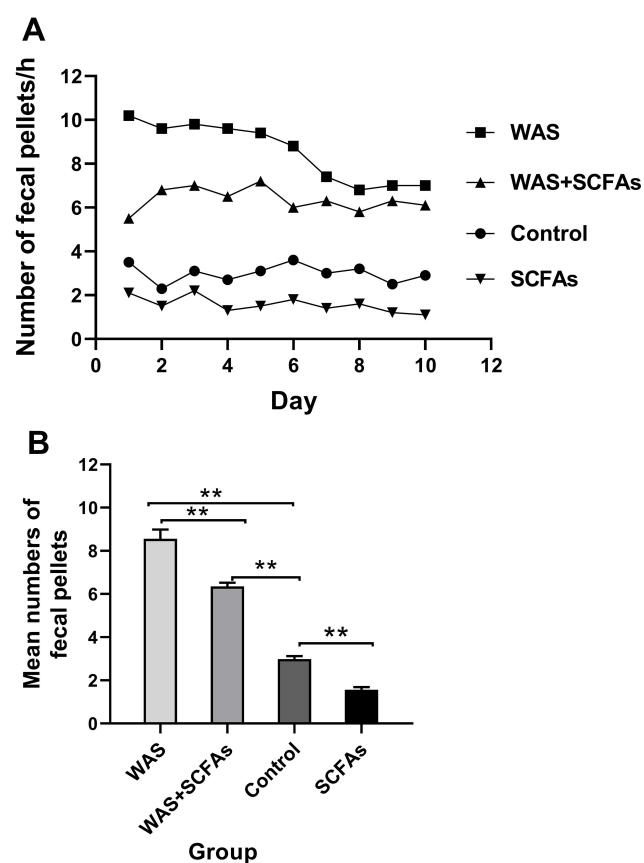 A
Number of fecal pellets/h
12
10
8
6
4
2
0
0 2 4 6 8 10 12
Day
WAS
WAS+SCFAs
Control
SCFAs
B
Mean numbers of
fecal pellets
12
10
8
6
4
2
0
**
**
**
**
WAS
WAS+SCFAs
Control
SCFAs
Group